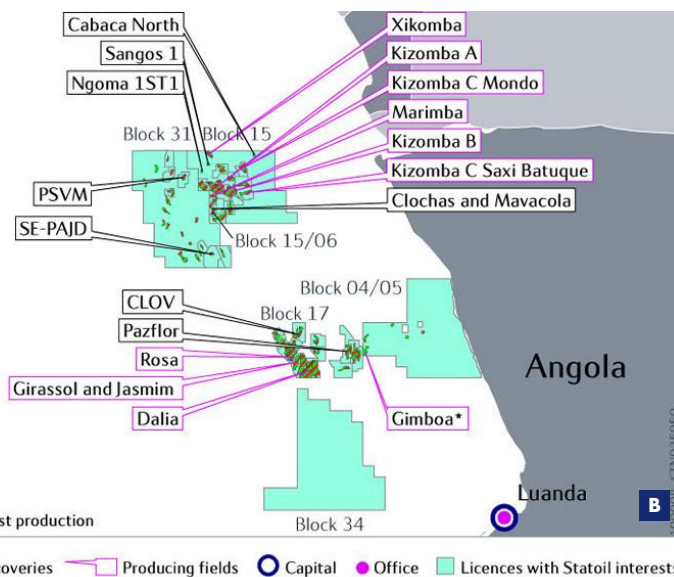 Cabaca North
Sangos 1
Ngoma 1ST1
Block 31
Block 15
PSVM
SE-PAJD
Xikomba
Kizomba A
Kizomba C Mondo
Marimba
Kizomba B
Kizomba C Saxi Batuque
Clochas and Mavacola
Block 15/06
Block 04/05
CLOV
Block 17
Pazflor
Rosa
Girassol and Jasmim
Dalia
Gimboa*
Angola
Luanda
Block 34
B
st production
coveries
Producing fields
Capital
Office
Licences with Statoil interests